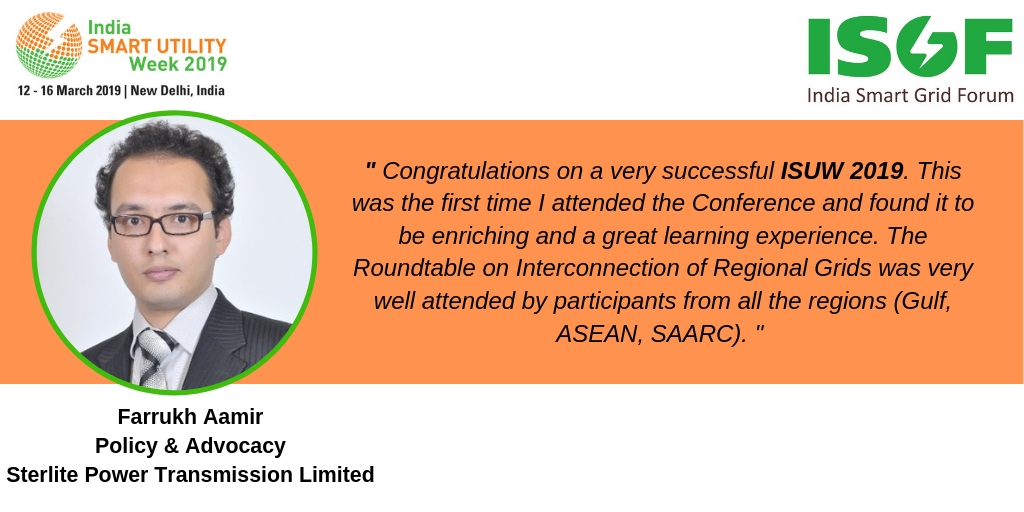 India
SMART UTILITY
Week 2019
12 - 16 March 2019 | New Delhi, India
ISGF
India Smart Grid Forum
" Congratulations on a very successful ISUW 2019. This
was the first time I attended the Conference and found it to
be enriching and a great learning experience. The
Roundtable on Interconnection of Regional Grids was very
well attended by participants from all the regions (Gulf,
ASEAN, SAARC). "
Farrukh Aamir
Policy & Advocacy
Sterlite Power Transmission Limited